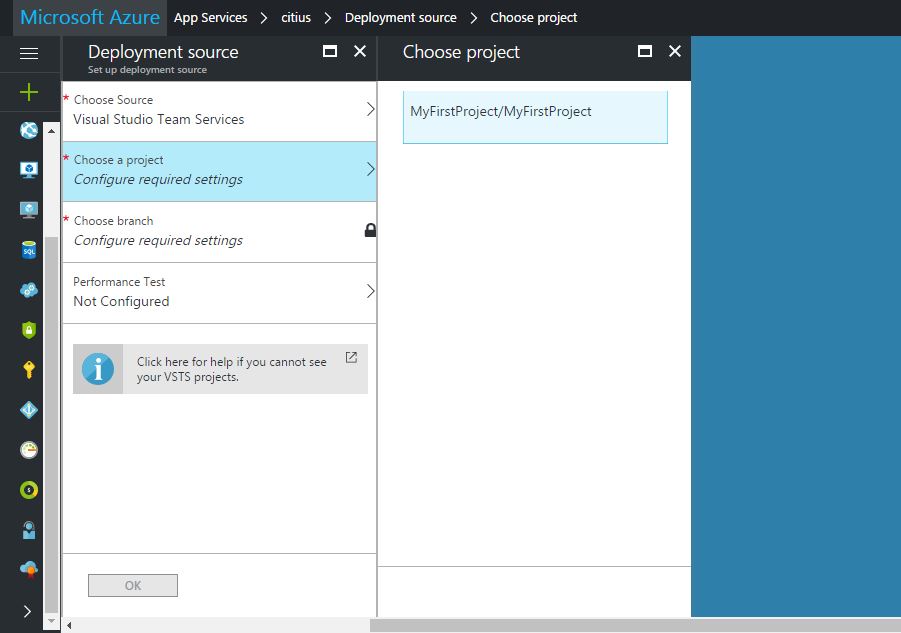 Microsoft Azure App Services > citius > Deployment source > Choose project
Deployment source
Set up deployment source
* Choose Source
Visual Studio Team Services
* Choose a project
Configure required settings
* Choose branch
Configure required settings
Performance Test
Not Configured
Click here for help if you cannot see
your VSTS projects.
OK
Choose project
MyFirstProject/MyFirstProject
SQL